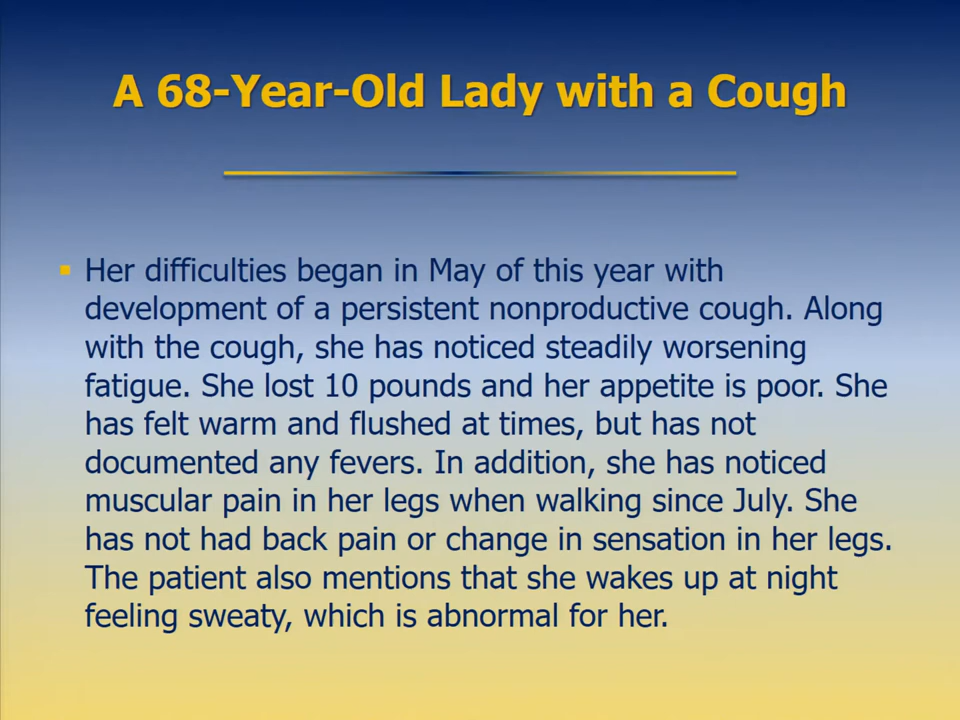 A 68-Year-Old Lady with a Cough
Her difficulties began in May of this year with
development of a persistent nonproductive cough. Along
with the cough, she has noticed steadily worsening
fatigue. She lost 10 pounds and her appetite is poor. She
has felt warm and flushed at times, but has not
documented any fevers. In addition, she has noticed
muscular pain in her legs when walking since July. She
has not had back pain or change in sensation in her legs.
The patient also mentions that she wakes up at night
feeling sweaty, which is abnormal for her.